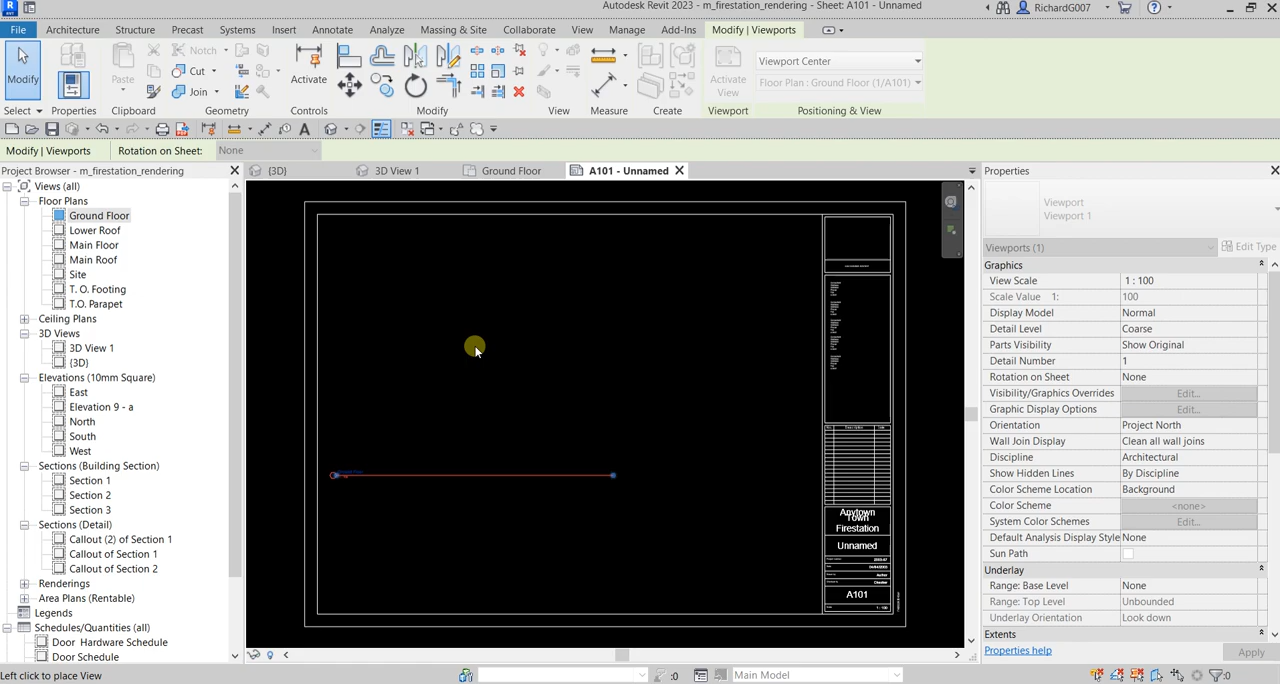 Autodesk Revit 2023 - m_firestation_rendering - Sheet: A101 - Unnamed
RichardG007
File Architecture Structure Precast Systems Insert Annotate Analyze Massing & Site Collaborate View Manage Add-Ins Modify | Viewports
Modify
Paste
Notch
Cut
Join
Activate
Activate View
Viewport Center
Floor Plan : Ground Floor (1/A101)
Select Properties Clipboard Geometry Controls Modify View Measure Create Viewport Positioning & View
Modify | Viewports Rotation on Sheet: None
Project Browser - m_firestation_rendering
{3D} 3D View 1 Ground Floor A101 - Unnamed
Properties
Views (all)
Floor Plans
Ground Floor
Lower Roof
Main Floor
Main Roof
Site
T. O. Footing
T.O. Parapet
Ceiling Plans
3D Views
3D View 1
{3D}
Elevations (10mm Square)
East
Elevation 9 - a
North
South
West
Sections (Building Section)
Section 1
Section 2
Section 3
Sections (Detail)
Callout (2) of Section 1
Callout of Section 1
Callout of Section 2
Renderings
Area Plans (Rentable)
Legends
Schedules/Quantities (all)
Door Hardware Schedule
Door Schedule
Anytown
Town
Firestation
Unnamed
A101
1 : 100
Viewport
Viewport 1
Viewports (1) Edit Type
Graphics
View Scale 1 : 100
Scale Value 1: 100
Display Model Normal
Detail Level Coarse
Parts Visibility Show Original
Detail Number 1
Rotation on Sheet None
Visibility/Graphics Overrides Edit...
Graphic Display Options Edit...
Orientation Project North
Wall Join Display Clean all wall joins
Discipline Architectural
Show Hidden Lines By Discipline
Color Scheme Location Background
Color Scheme <none>
System Color Schemes Edit...
Default Analysis Display Style None
Sun Path
Underlay
Range: Base Level None
Range: Top Level Unbounded
Underlay Orientation Look down
Extents
Properties help Apply
Left click to place View
:0
Main Model
:0